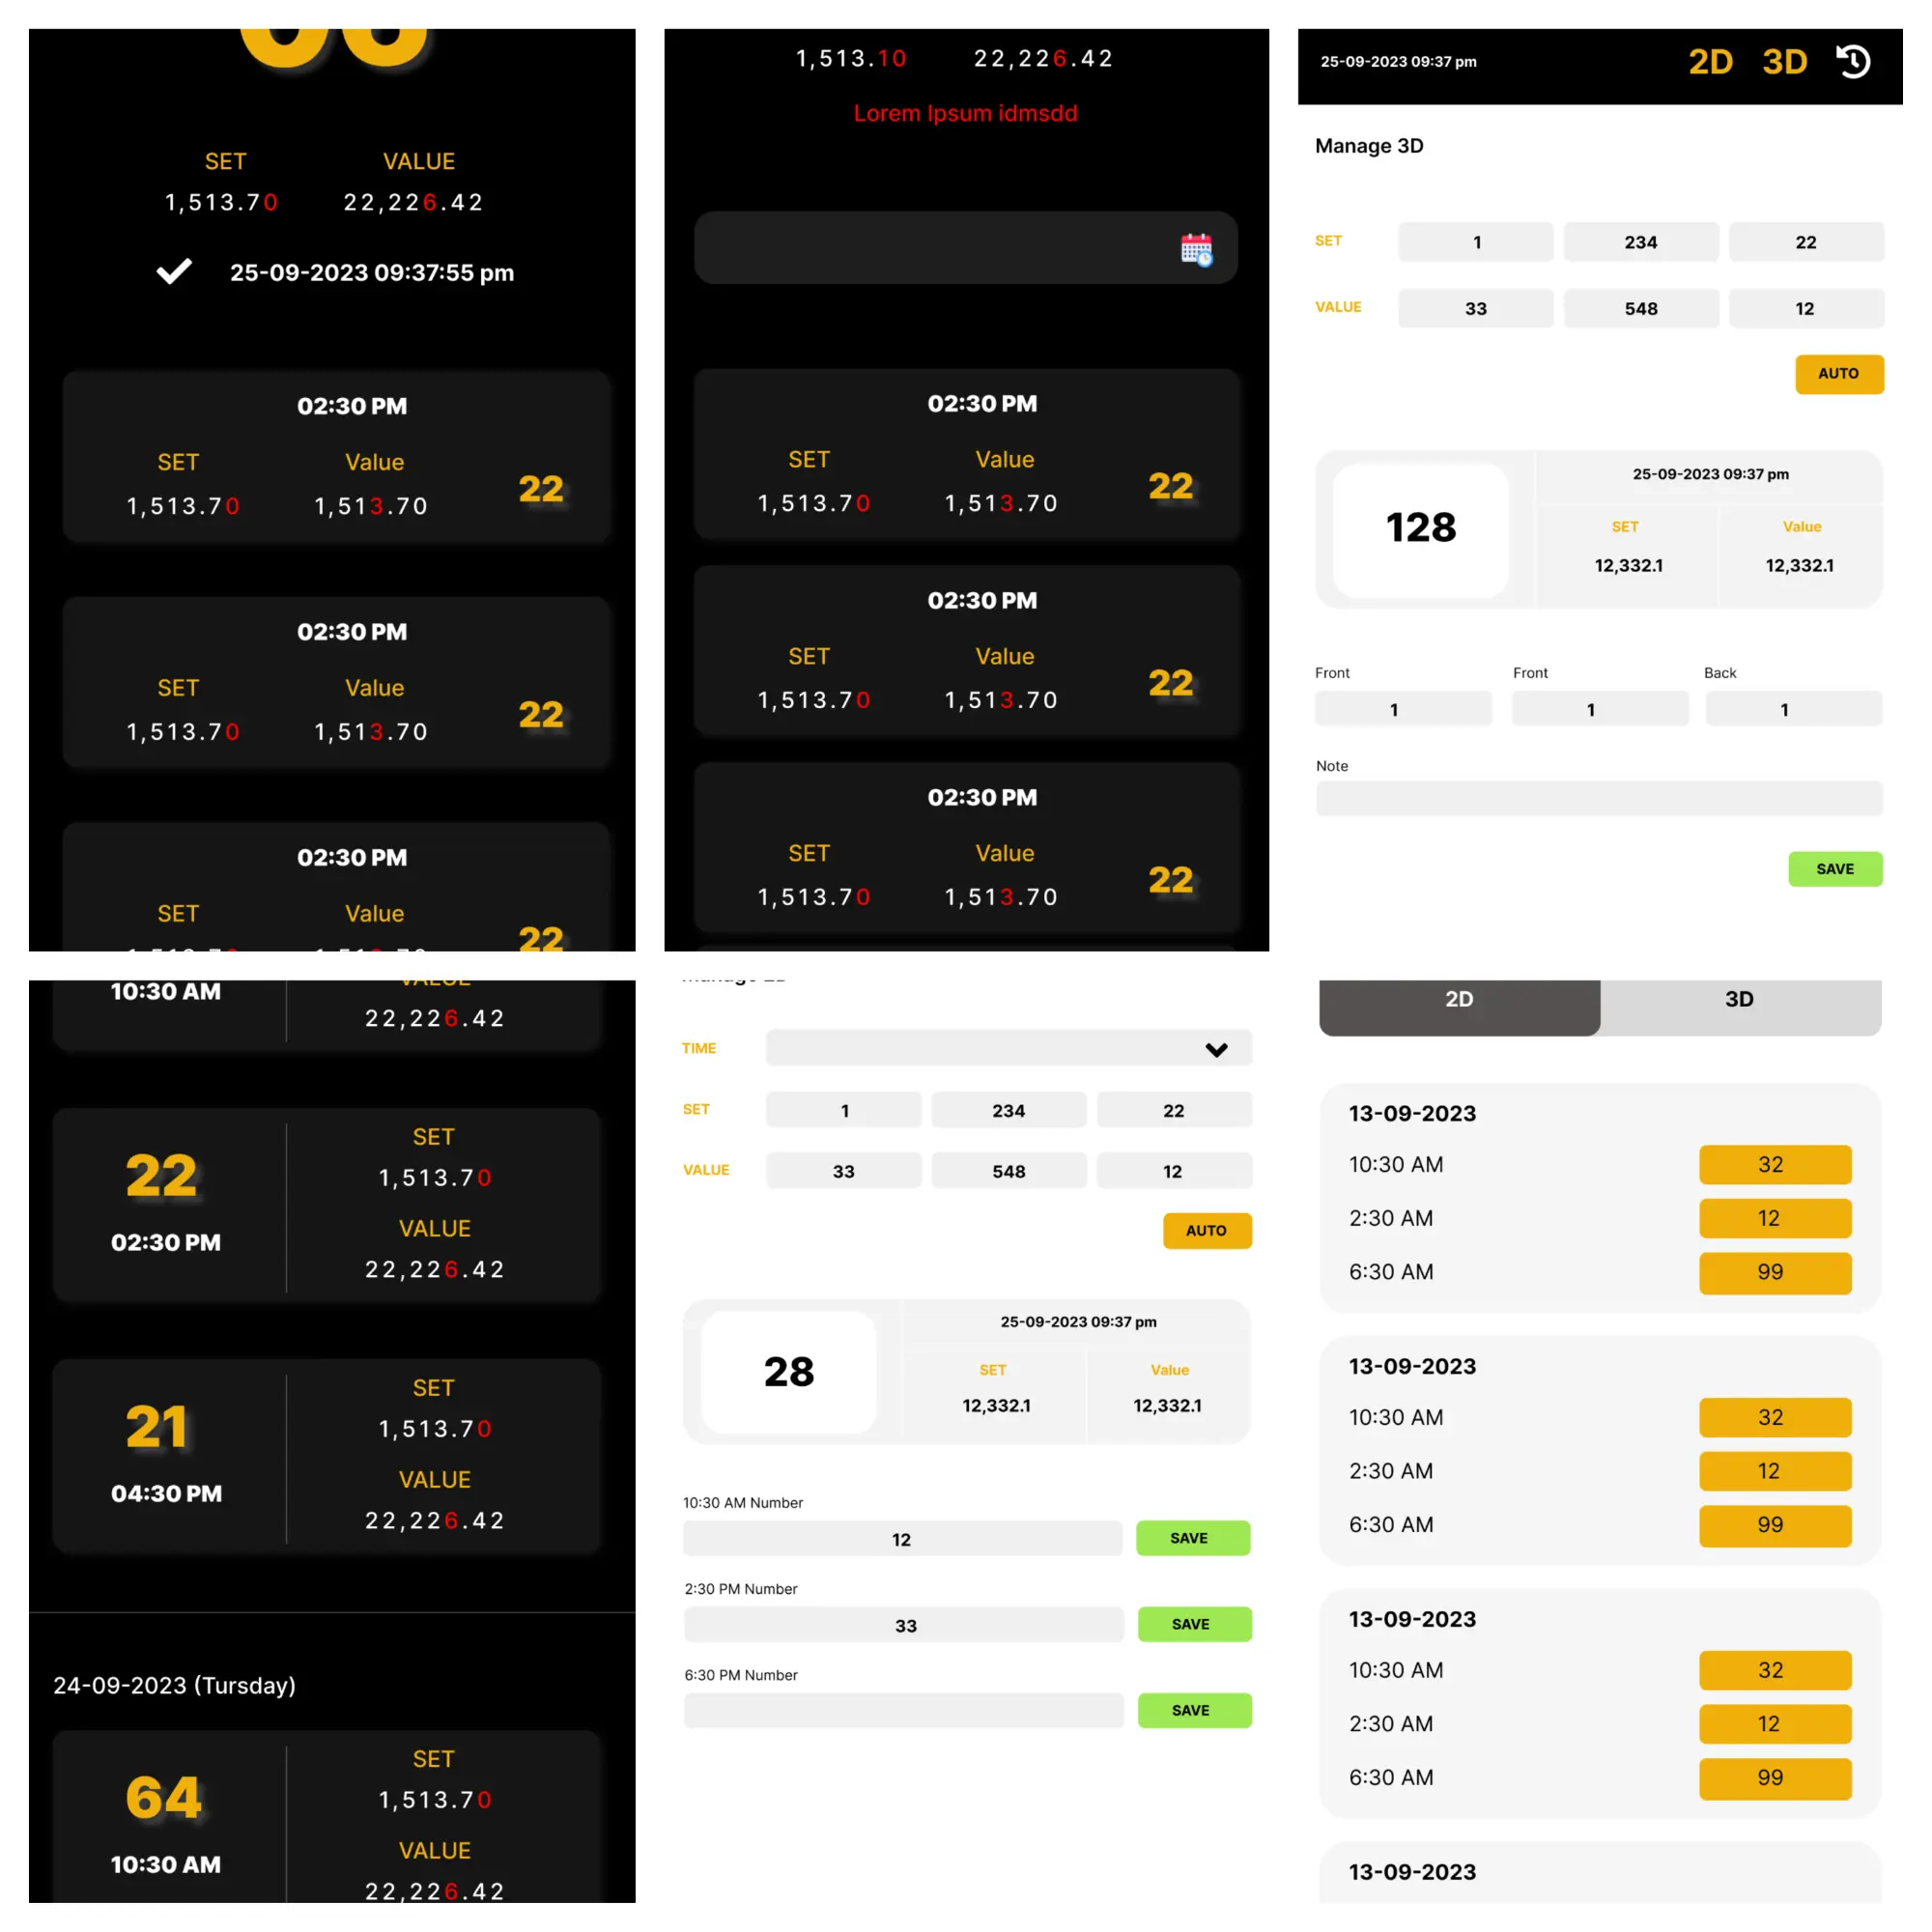 SET VALUE
1,513.70 22,226.42
25-09-2023 09:37:55 pm
02:30 PM
SET Value
1,513.70 1,513.70 22
02:30 PM
SET Value
1,513.70 1,513.70 22
02:30 PM
SET Value
22
1,513.10 22,226.42
Lorem Ipsum idmsdd
02:30 PM
SET Value
1,513.70 1,513.70 22
02:30 PM
SET Value
1,513.70 1,513.70 22
02:30 PM
SET Value
1,513.70 1,513.70 22
25-09-2023 09:37 pm 2D 3D
Manage 3D
SET 1 234 22
VALUE 33 548 12
AUTO
128
25-09-2023 09:37 pm
SET Value
12,332.1 12,332.1
Front Front Back
1 1 1
Note
SAVE
10:30 AM
VALUE
22,226.42
22
02:30 PM
SET
1,513.70
VALUE
22,226.42
21
04:30 PM
SET
1,513.70
VALUE
22,226.42
24-09-2023 (Tursday)
64
10:30 AM
SET
1,513.70
VALUE
22,226.42
TIME
SET 1 234 22
VALUE 33 548 12
AUTO
28
25-09-2023 09:37 pm
SET Value
12,332.1 12,332.1
10:30 AM Number
12 SAVE
2:30 PM Number
33 SAVE
6:30 PM Number
SAVE
2D 3D
13-09-2023
10:30 AM 32
2:30 AM 12
6:30 AM 99
13-09-2023
10:30 AM 32
2:30 AM 12
6:30 AM 99
13-09-2023
10:30 AM 32
2:30 AM 12
6:30 AM 99
13-09-2023